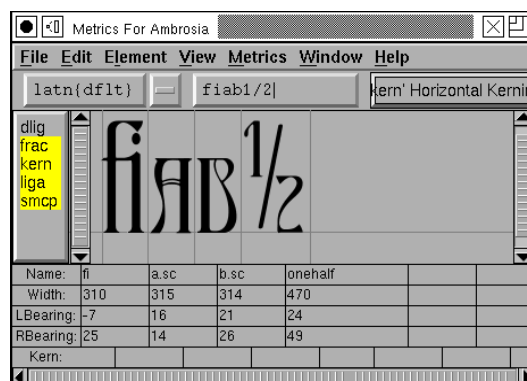 Metrics For Ambrosia
File Edit Element View Metrics Window Help
latn{dflt} fiab1/2 kern' Horizontal Kernin
dlig
frac
kern
liga
smcp
fiAB½
Name: fi a.sc b.sc onehalf
Width: 310 315 314 470
LBearing: -7 16 21 24
RBearing: 25 14 26 49
Kern: